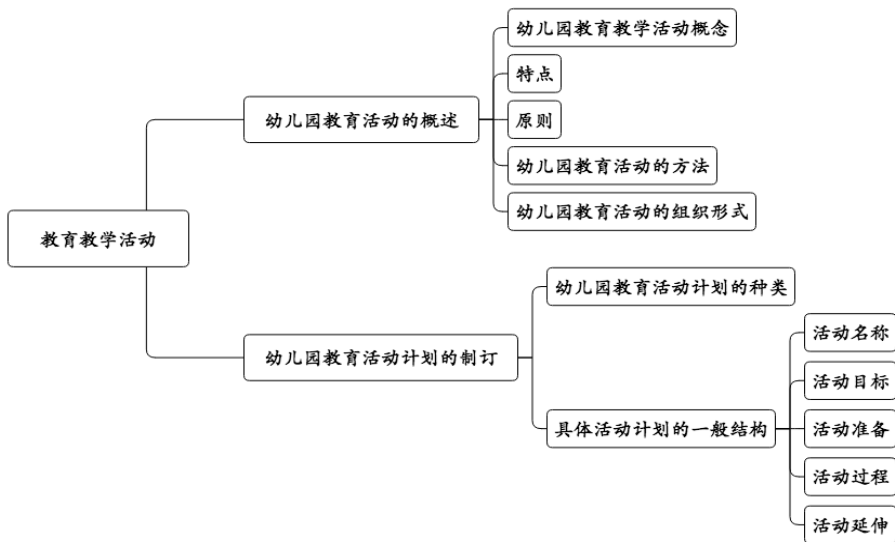 教育教学活动
幼儿园教育活动的概述
幼儿园教育教学活动概念
特点
原则
幼儿园教育活动的方法
幼儿园教育活动的组织形式
幼儿园教育活动计划的制订
幼儿园教育活动计划的种类
具体活动计划的一般结构
活动名称
活动目标
活动准备
活动过程
活动延伸